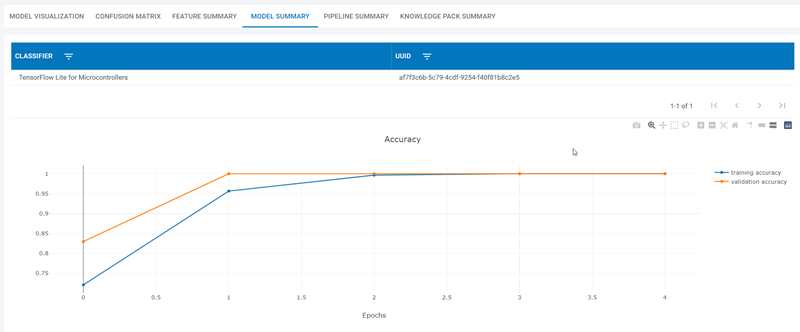 MODEL VISUALIZATION CONFUSION MATRIX FEATURE SUMMARY MODEL SUMMARY PIPELINE SUMMARY KNOWLEDGE PACK SUMMARY
CLASSIFIER UUID
TensorFlow Lite for Microcontrollers af7f3c6b-5c79-4cdf-9254-f40f81b8c2e5
1-1 of 1
Accuracy
training accuracy
validation accuracy
1
0.95
0.9
0.85
0.8
0.75
0 0.5 1 1.5 2 2.5 3 3.5 4
Epochs